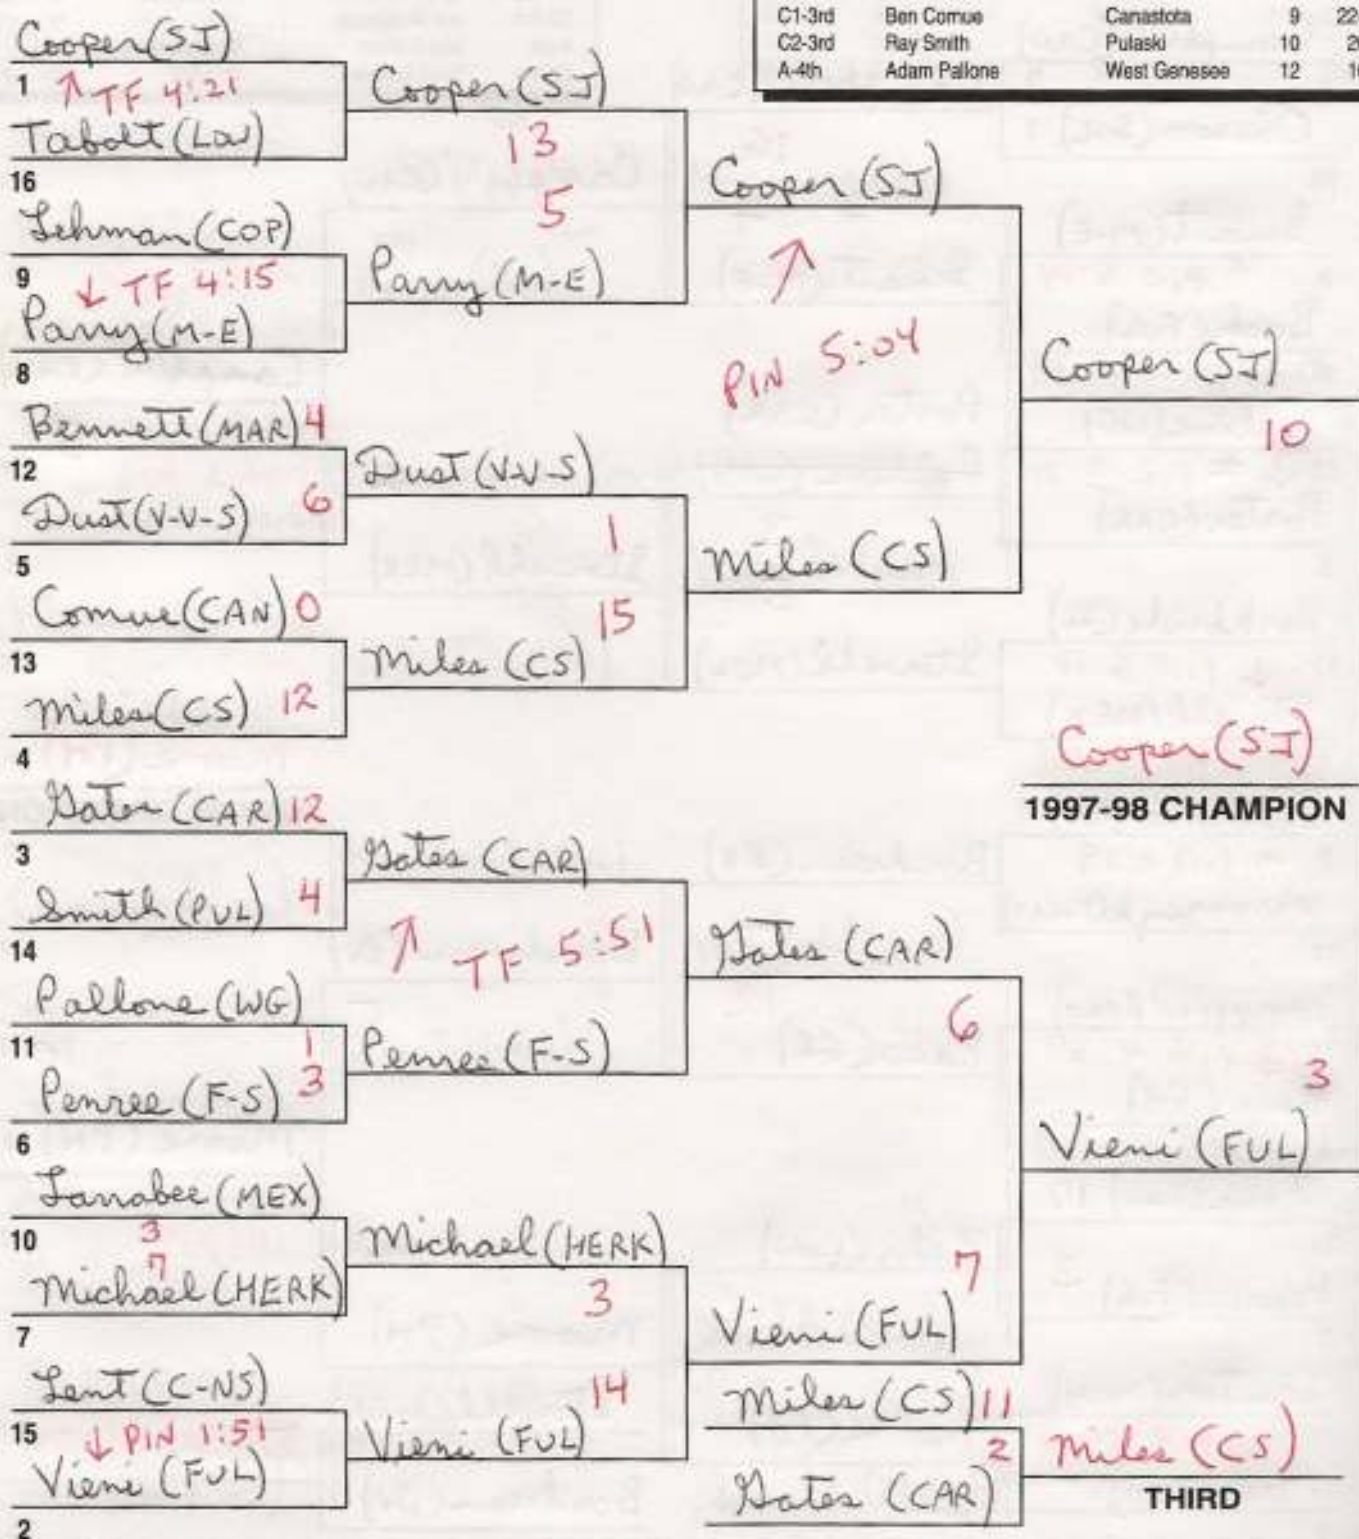 C1-3rd Ben Comue Canastota 9 22
C2-3rd Ray Smith Pulaski 10
A-4th Adam Pallone West Genesee 12
Cooper (SJ)
1 ↑ TF 4:21
Tabolt (Low)
16
Lehman (COP)
9 ↓ TF 4:15
Parry (M-E)
8
Bennett (MAR) 4
12
Dust (V-V-S) 6
5
Comue (CAN) 0
13
Miles (CS) 12
4
Gates (CAR) 12
3
Smith (PUL) 4
14
Pallone (WG)
11 1
Penree (F-S) 3
6
Larrabee (MEX)
10 3
7
Michael (HERK)
7
Lent (C-NS)
15 ↓ PIN 1:51
Vieni (FUL)
2
Cooper (SJ)
13
5
Parry (M-E)
Dust (V-V-S)
1
15
Miles (CS)
Gates (CAR)
↑ TF 5:51
Penree (F-S)
Michael (HERK)
3
14
Vieni (FUL)
Cooper (SJ)
↑
PIN 5:04
Miles (CS)
Gates (CAR)
6
7
Vieni (FUL)
Cooper (SJ)
10
3
Vieni (FUL)
Cooper (SJ)
1997-98 CHAMPION
Miles (CS) 11
2
Gates (CAR)
Miles (CS)
THIRD